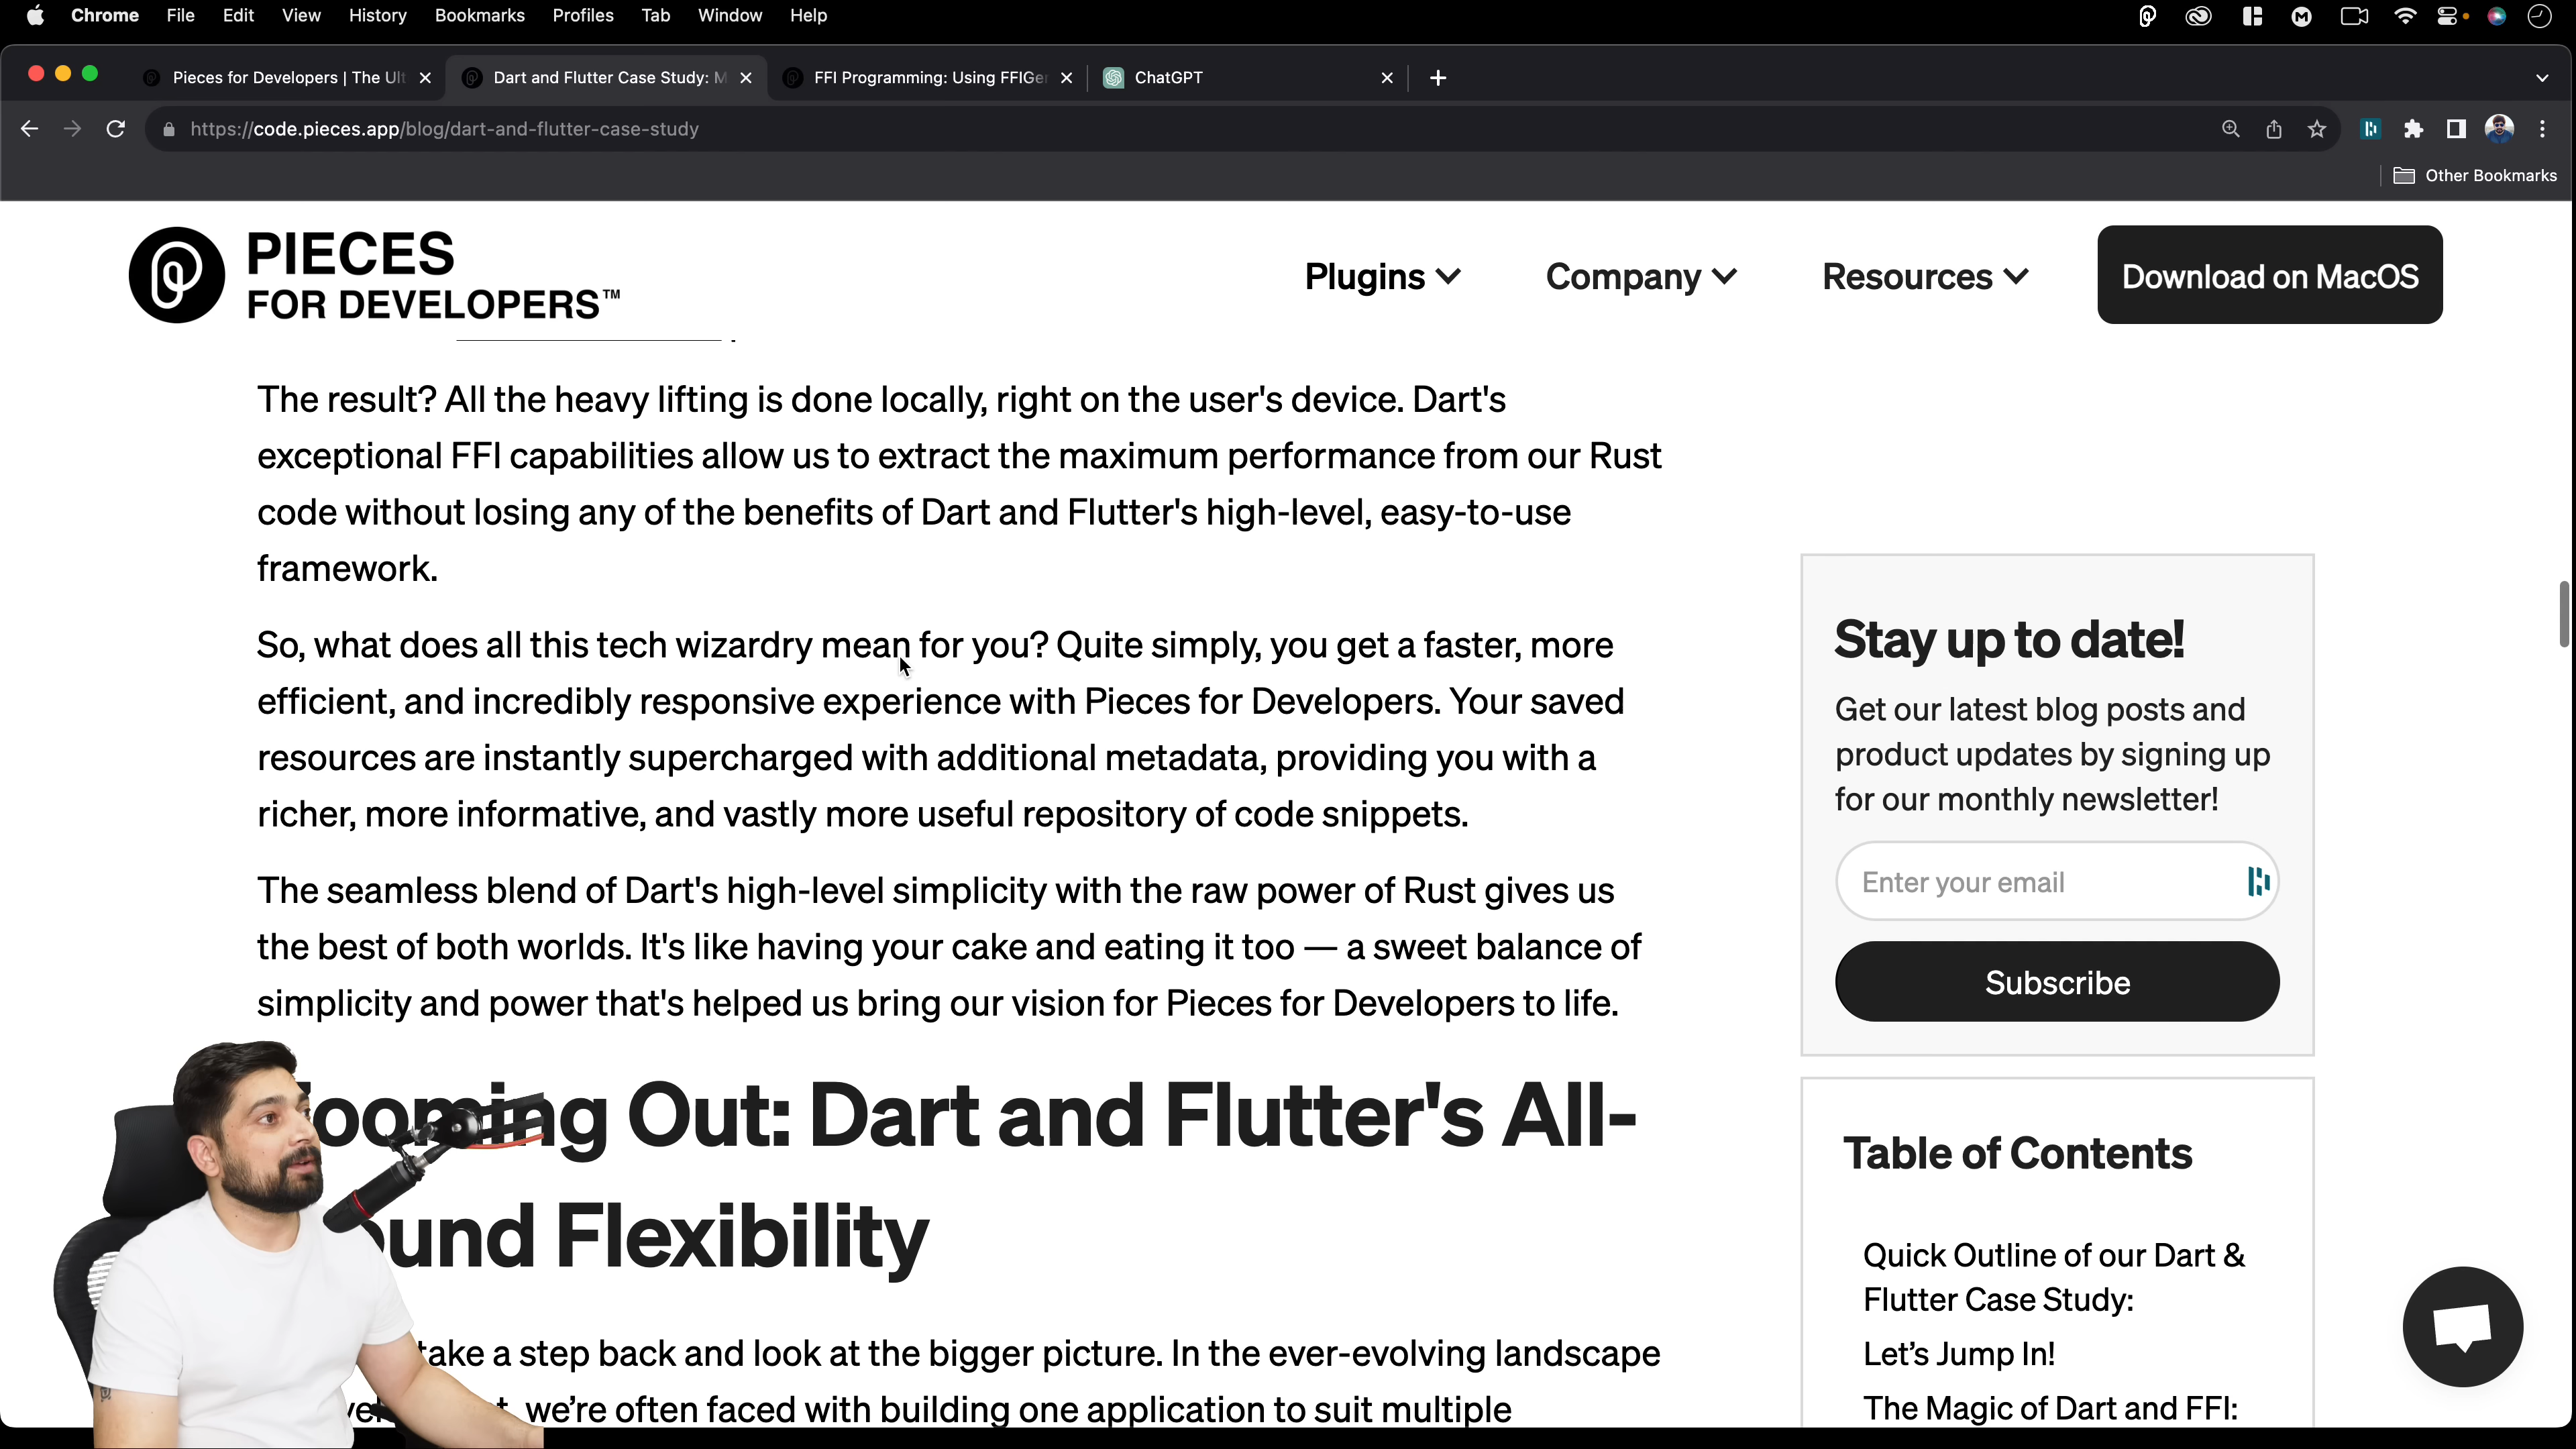 Chrome File Edit View History Bookmarks Profiles Tab Window Help
Pieces for Developers | The Ult
Dart and Flutter Case Study: M
FFI Programming: Using FFIGe
ChatGPT
https://code.pieces.app/blog/dart-and-flutter-case-study
Other Bookmarks
PIECES
FOR DEVELOPERS™
Plugins
Company
Resources
Download on MacOS
The result? All the heavy lifting is done locally, right on the user's device. Dart's
exceptional FFI capabilities allow us to extract the maximum performance from our Rust
code without losing any of the benefits of Dart and Flutter's high-level, easy-to-use
framework.
So, what does all this tech wizardry mean for you? Quite simply, you get a faster, more
efficient, and incredibly responsive experience with Pieces for Developers. Your saved
resources are instantly supercharged with additional metadata, providing you with a
richer, more informative, and vastly more useful repository of code snippets.
The seamless blend of Dart's high-level simplicity with the raw power of Rust gives us
the best of both worlds. It's like having your cake and eating it too — a sweet balance of
simplicity and power that's helped us bring our vision for Pieces for Developers to life.
ooming Out: Dart and Flutter's All-
ound Flexibility
take a step back and look at the bigger picture. In the ever-evolving landscape
we're often faced with building one application to suit multiple
Stay up to date!
Get our latest blog posts and
product updates by signing up
for our monthly newsletter!
Enter your email
Subscribe
Table of Contents
Quick Outline of our Dart &
Flutter Case Study:
Let's Jump In!
The Magic of Dart and FFI: